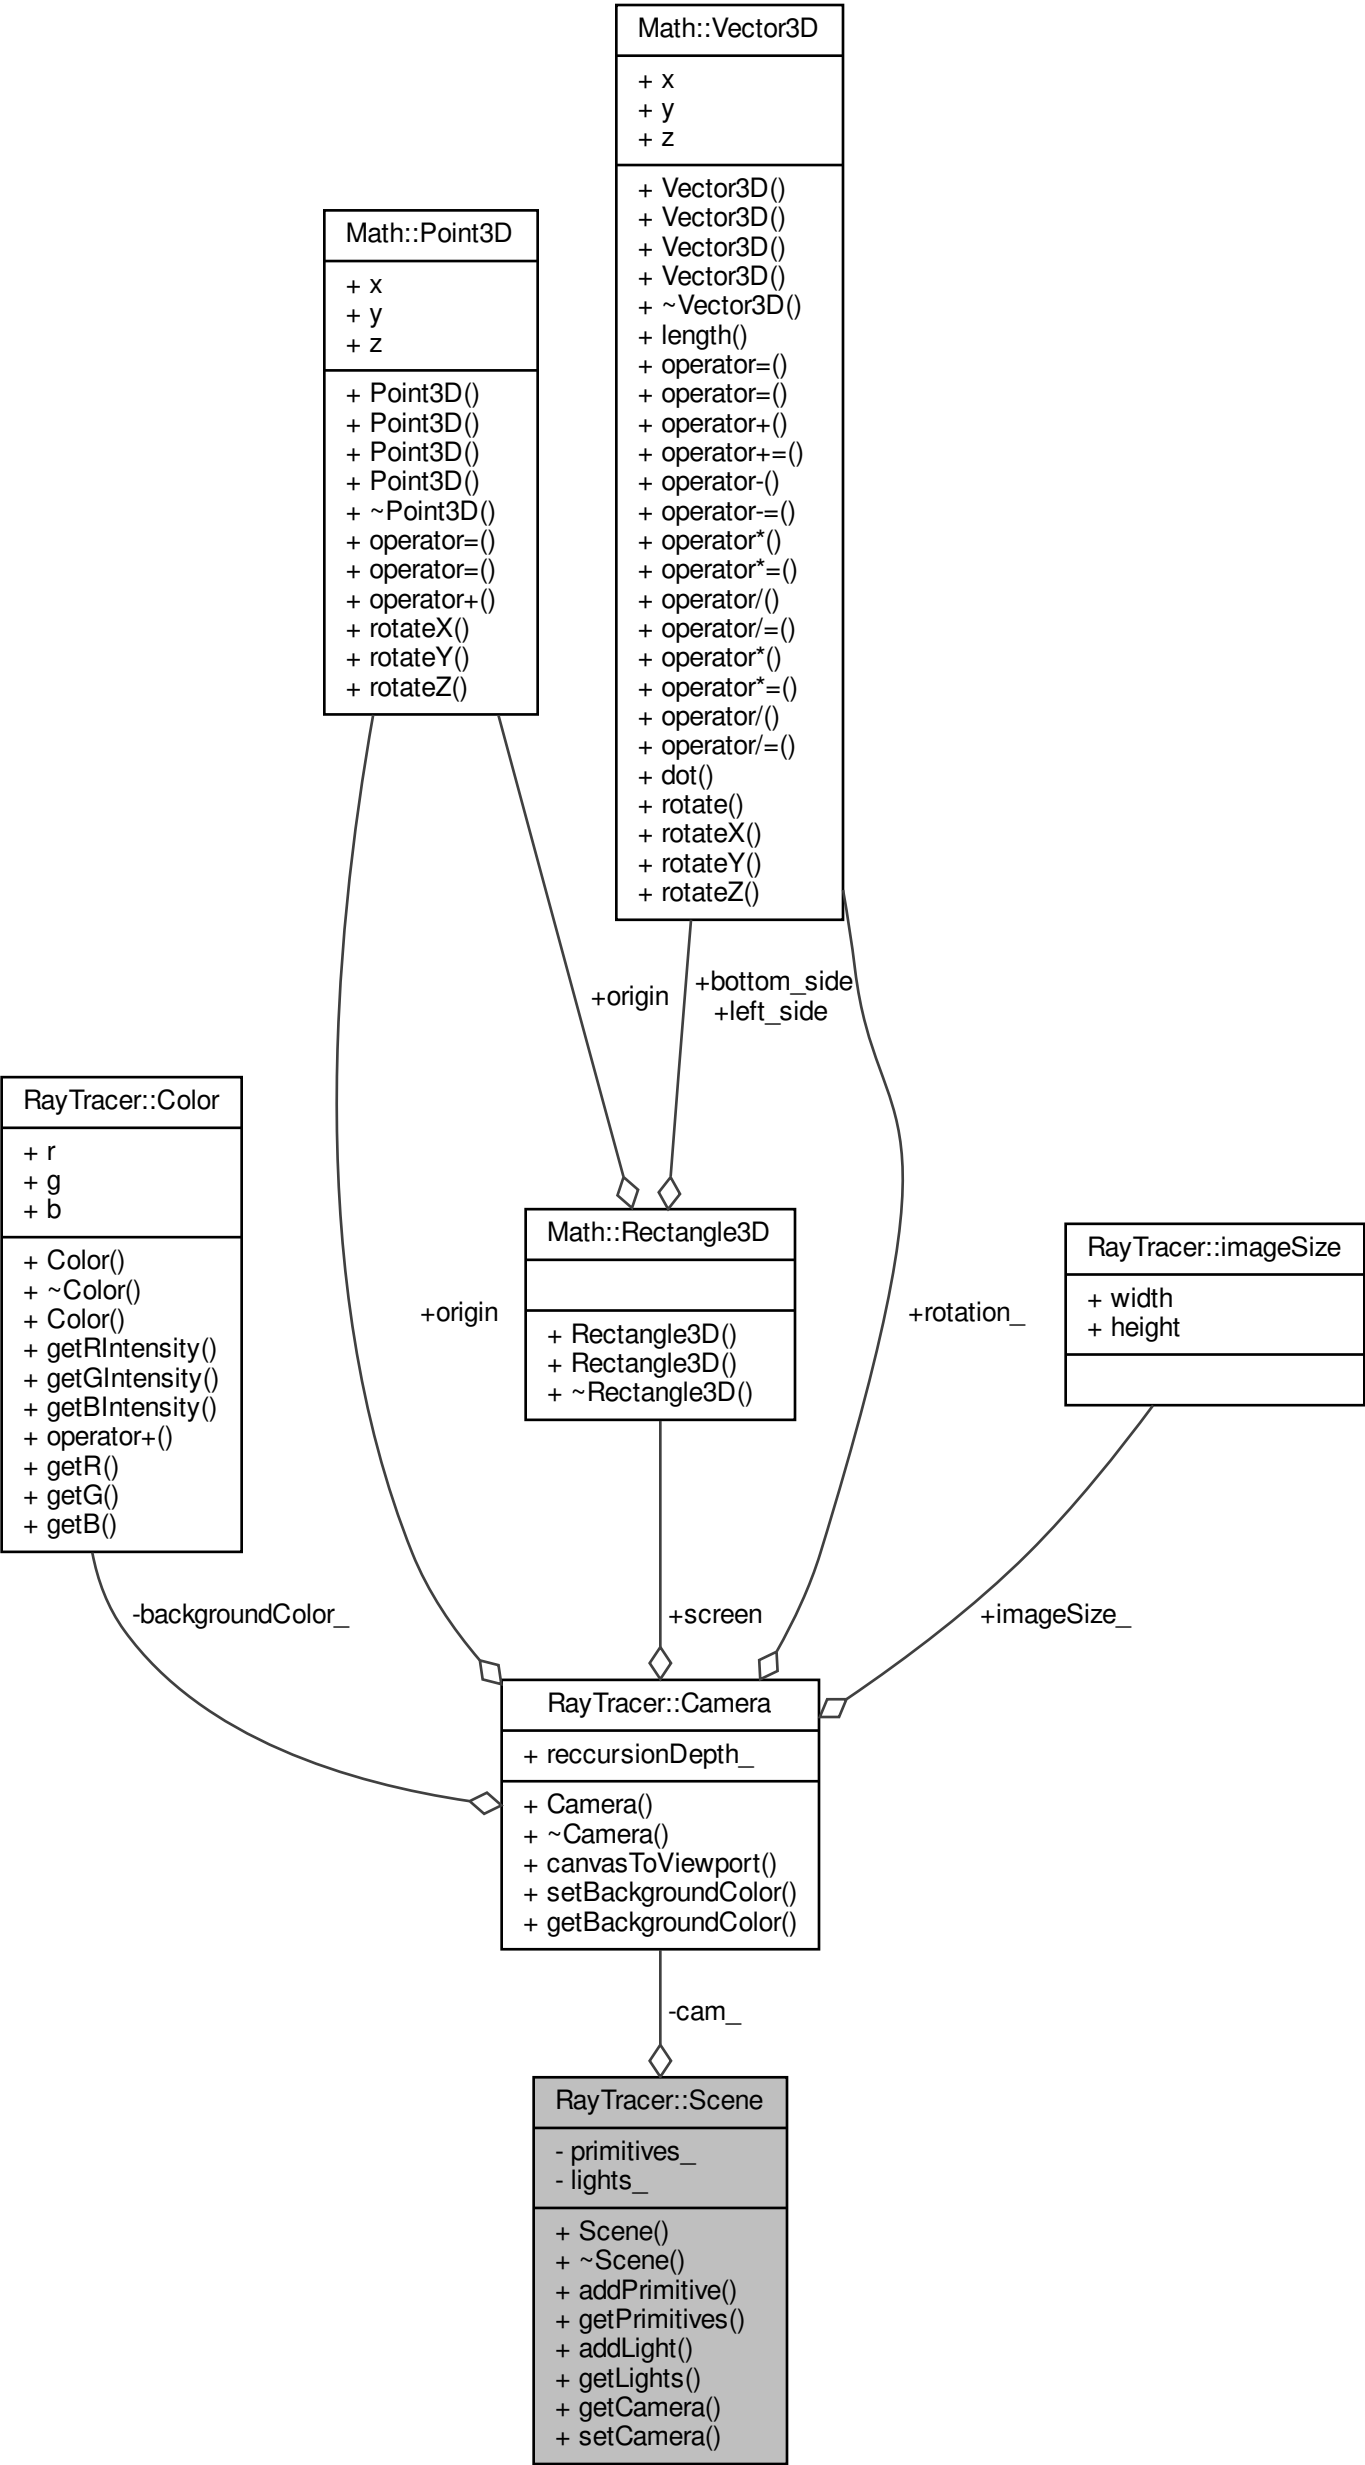 Math::Vector3D
+ x
+ y
+ z
+ Vector3D()
+ Vector3D()
+ Vector3D()
+ Vector3D()
+ ~Vector3D()
+ length()
+ operator=()
+ operator=()
+ operator+()
+ operator+=()
+ operator-()
+ operator-=()
+ operator*()
+ operator*=()
+ operator/()
+ operator/=()
+ operator*()
+ operator*=()
+ operator/()
+ operator/=()
+ dot()
+ rotate()
+ rotateX()
+ rotateY()
+ rotateZ()
Math::Point3D
+ x
+ y
+ z
+ Point3D()
+ Point3D()
+ Point3D()
+ Point3D()
+ ~Point3D()
+ operator=()
+ operator=()
+ operator+()
+ rotateX()
+ rotateY()
+ rotateZ()
+origin
+bottom_side
+left_side
RayTracer::Color
+ r
+ g
+ b
+ Color()
+ ~Color()
+ Color()
+ getRIntensity()
+ getGIntensity()
+ getBIntensity()
+ operator+()
+ getR()
+ getG()
+ getB()
+origin
Math::Rectangle3D
+ Rectangle3D()
+ Rectangle3D()
+ ~Rectangle3D()
+rotation_
RayTracer::imageSize
+ width
+ height
-backgroundColor_
+screen
+imageSize_
RayTracer::Camera
+ reccursionDepth_
+ Camera()
+ ~Camera()
+ canvasToViewport()
+ setBackgroundColor()
+ getBackgroundColor()
-cam_
RayTracer::Scene
- primitives_
- lights_
+ Scene()
+ ~Scene()
+ addPrimitive()
+ getPrimitives()
+ addLight()
+ getLights()
+ getCamera()
+ setCamera()